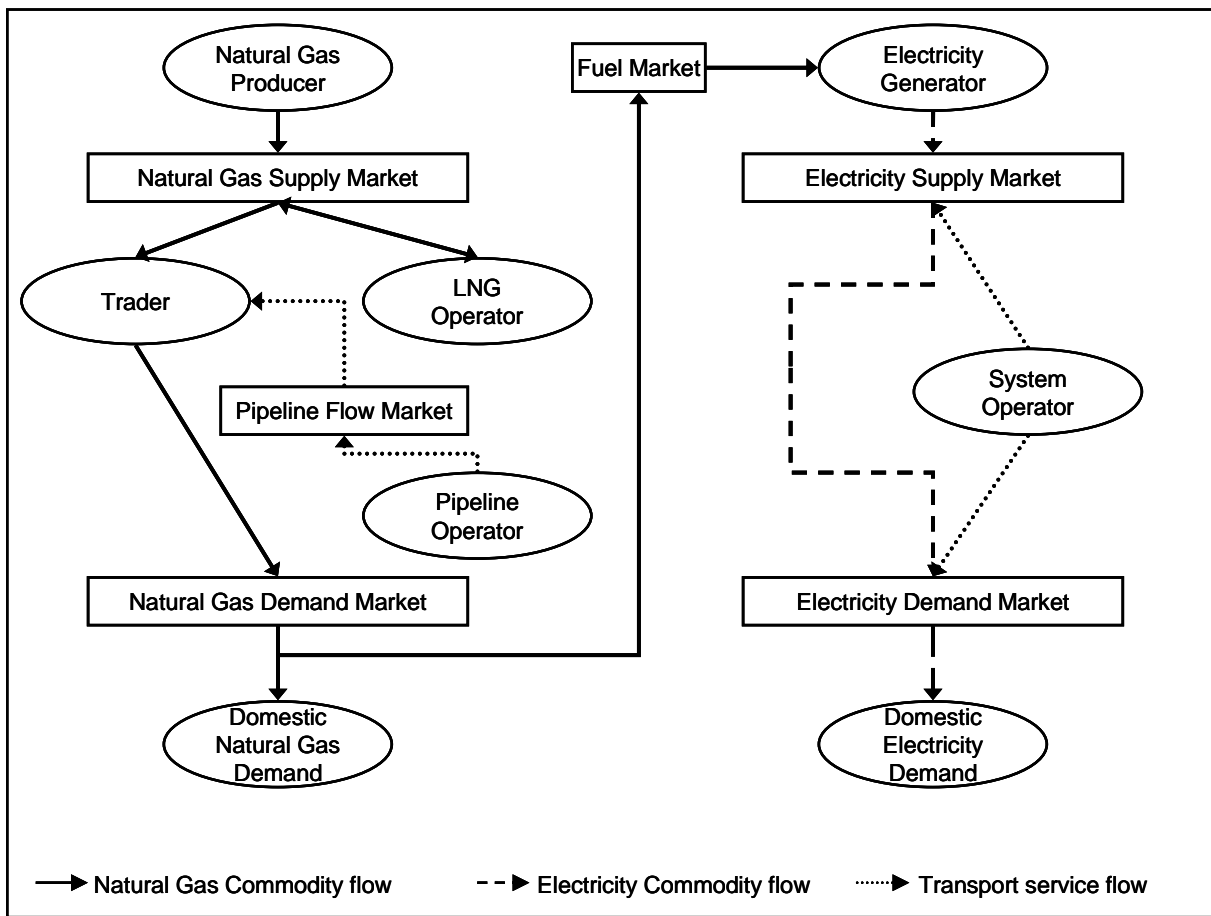 Natural Gas
Producer
Fuel Market
Electricity
Generator
Natural Gas Supply Market
Electricity Supply Market
Trader
LNG
Operator
Pipeline Flow Market
System
Operator
Pipeline
Operator
Natural Gas Demand Market
Electricity Demand Market
Domestic
Natural Gas
Demand
Domestic
Electricity
Demand
Natural Gas Commodity flow
Electricity Commodity flow
Transport service flow